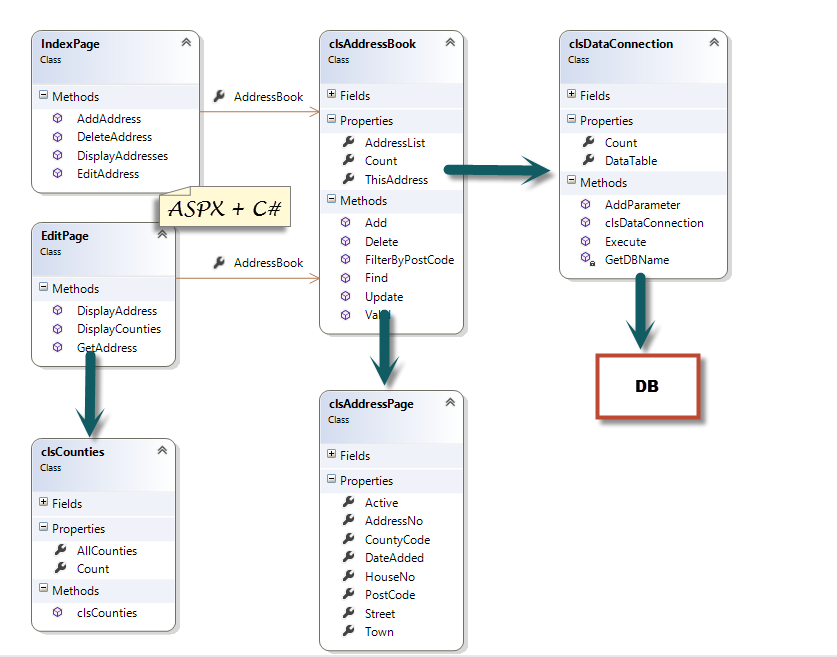 IndexPage
Class
Methods
AddAddress
DeleteAddress
DisplayAddresses
EditAddress
AddressBook
ASPX + C#
EditPage
Class
Methods
DisplayAddress
DisplayCounties
GetAddress
AddressBook
clsCounties
Class
Fields
Properties
AllCounties
Count
Methods
clsCounties
clsAddressBook
Class
Fields
Properties
AddressList
Count
ThisAddress
Methods
Add
Delete
FilterByPostCode
Find
Update
clsAddressPage
Class
Fields
Properties
Active
AddressNo
CountyCode
DateAdded
HouseNo
PostCode
Street
Town
clsDataConnection
Class
Fields
Properties
Count
DataTable
Methods
AddParameter
clsDataConnection
Execute
GetDBName
DB